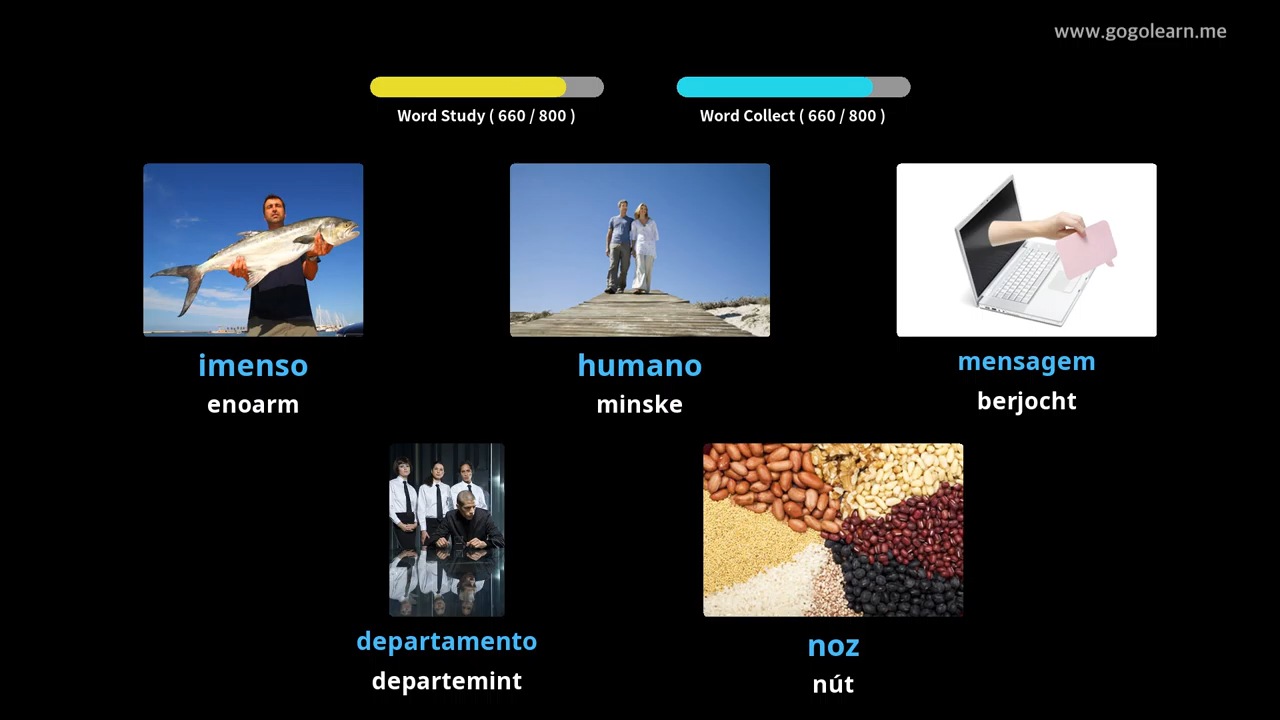 www.gogolearn.me
Word Study ( 660 / 800 )
Word Collect ( 660 / 800 )
imenso
enoarm
humano
minske
mensagem
berjocht
departamento
departemint
noz
nút